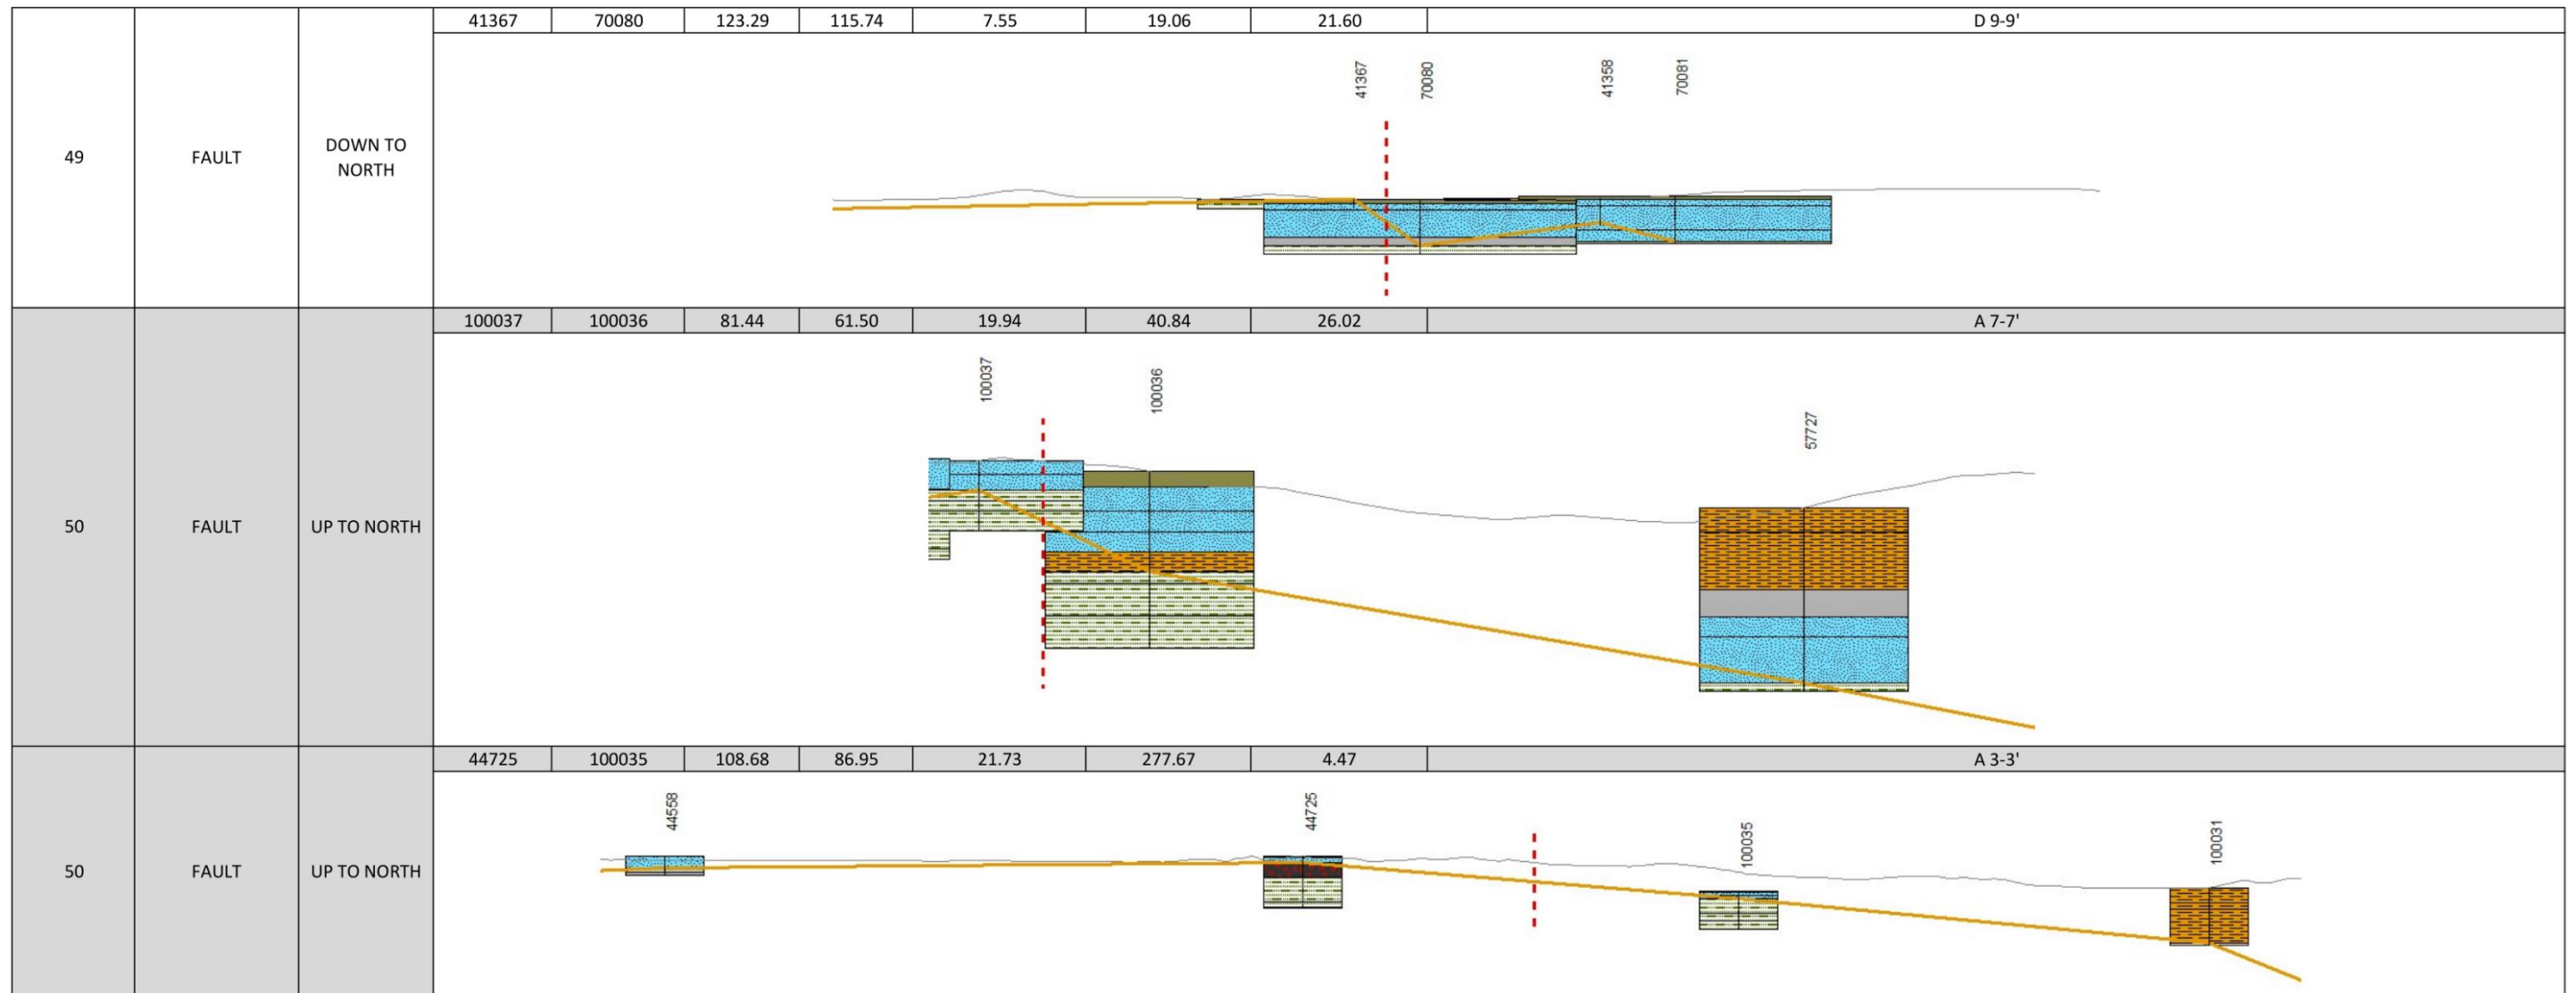 41367 70080 123.29 115.74 7.55 19.06 21.60 D 9-9'
49 FAULT DOWN TO
NORTH
41367 70080 41358 70081
100037 100036 81.44 61.50 19.94 40.84 26.02 A 7-7'
50 FAULT UP TO NORTH
100037 100036 57727
44725 100035 108.68 86.95 21.73 277.67 4.47 A 3-3'
50 FAULT UP TO NORTH
44558 44725 100035 100031